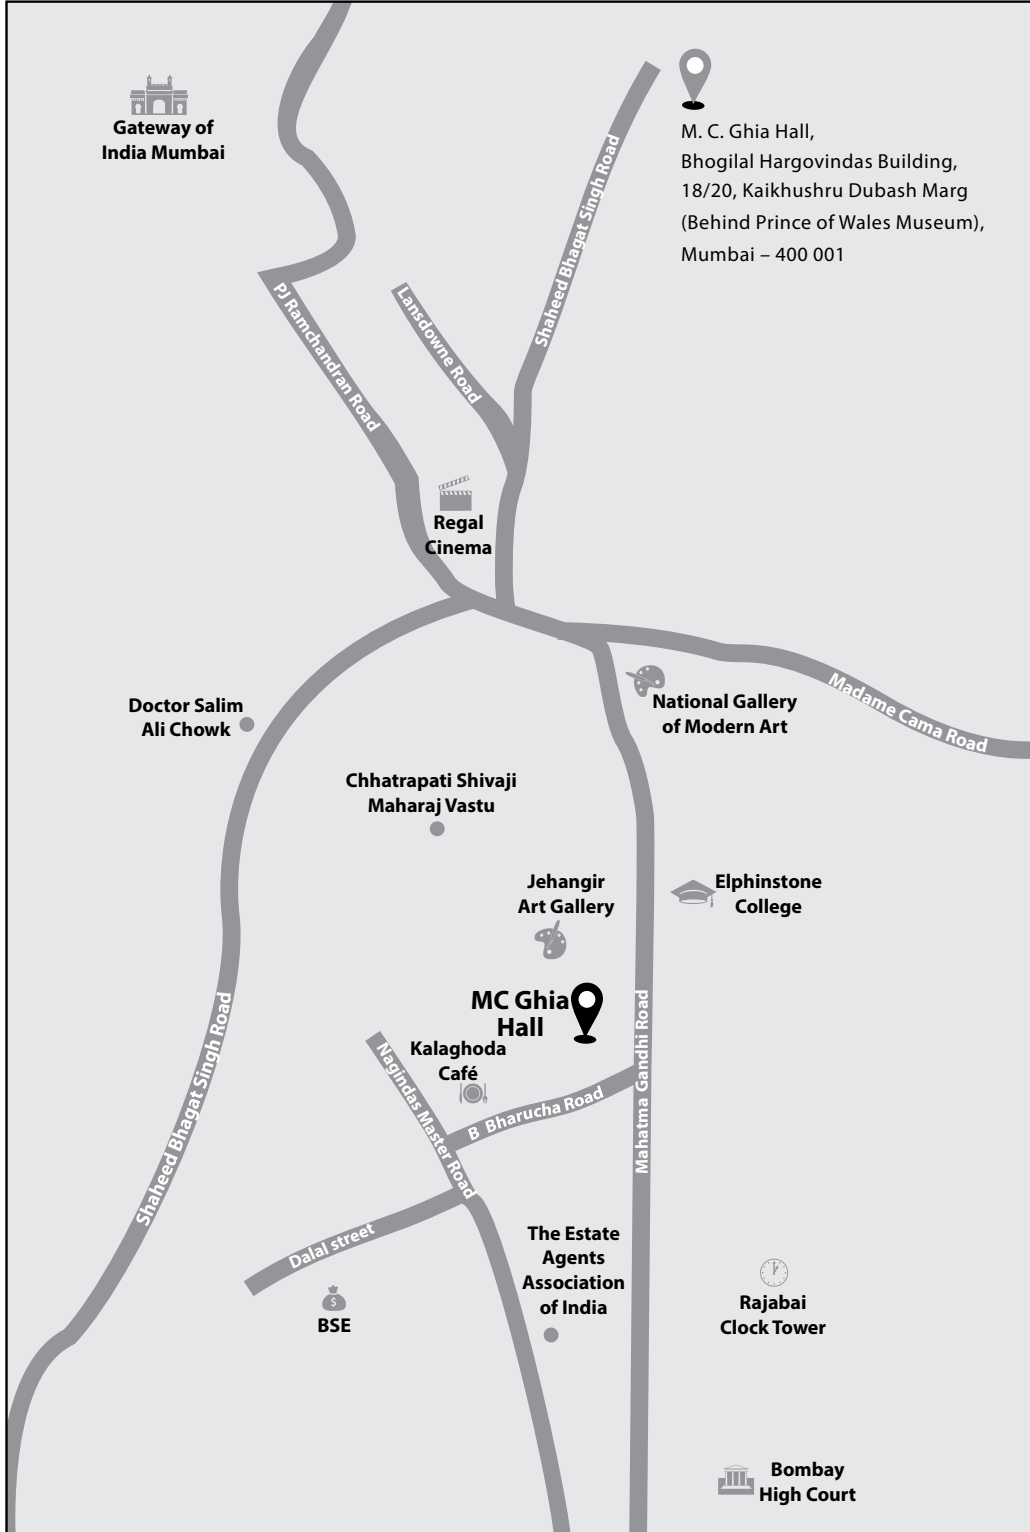 Gateway of
India Mumbai
M. C. Ghia Hall,
Bhogilal Hargovindas Building,
18/20, Kaikhushru Dubash Marg
(Behind Prince of Wales Museum),
Mumbai – 400 001
Shaheed Bhagat Singh Road
PJ Ramchandran Road
Lansdowne Road
Regal
Cinema
Madame Cama Road
National Gallery
of Modern Art
Doctor Salim
Ali Chowk
Chhatrapati Shivaji
Maharaj Vastu
Jehangir
Art Gallery
Elphinstone
College
MC Ghia
Hall
Kalaghoda
Café
Nagindas Master Road
B Bharucha Road
Mahatma Gandhi Road
Shaheed Bhagat Singh Road
Dalal street
$
BSE
The Estate
Agents
Association
of India
Rajabai
Clock Tower
Bombay
High Court